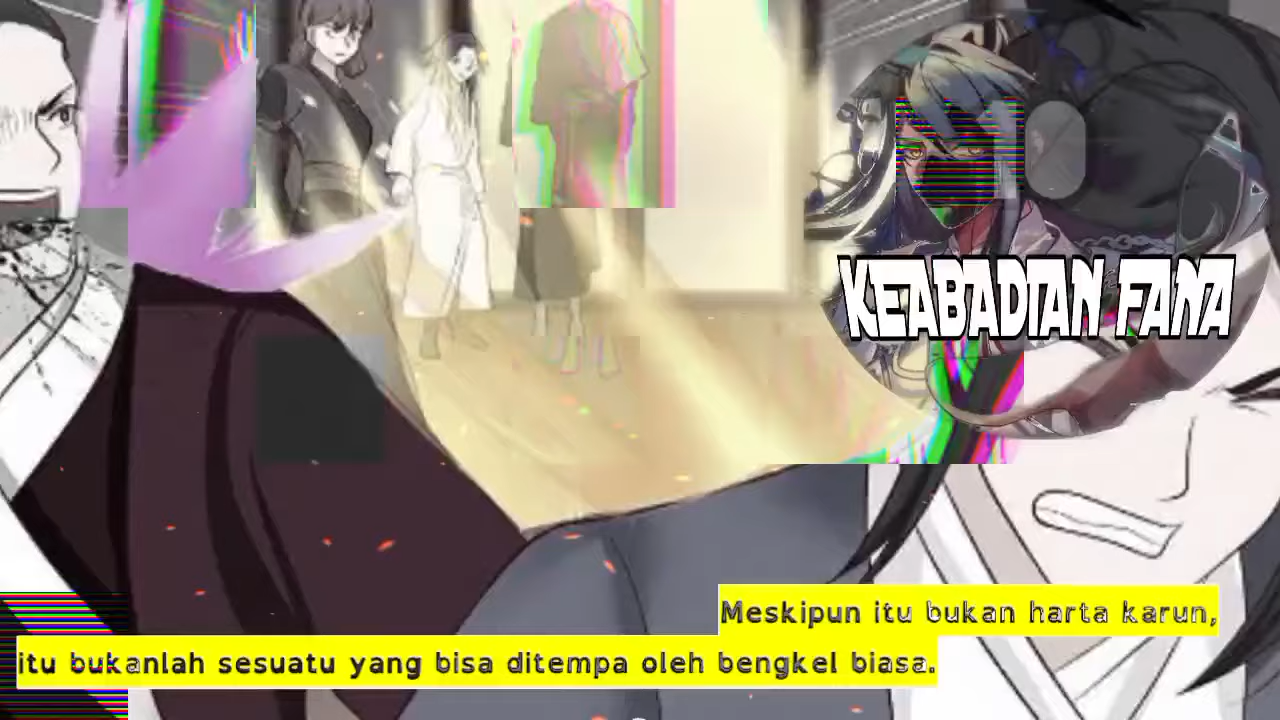 KEABADIAN FANA
Meskipun itu bukan harta karun,
itu bukanlah sesuatu yang bisa ditempa oleh bengkel biasa.